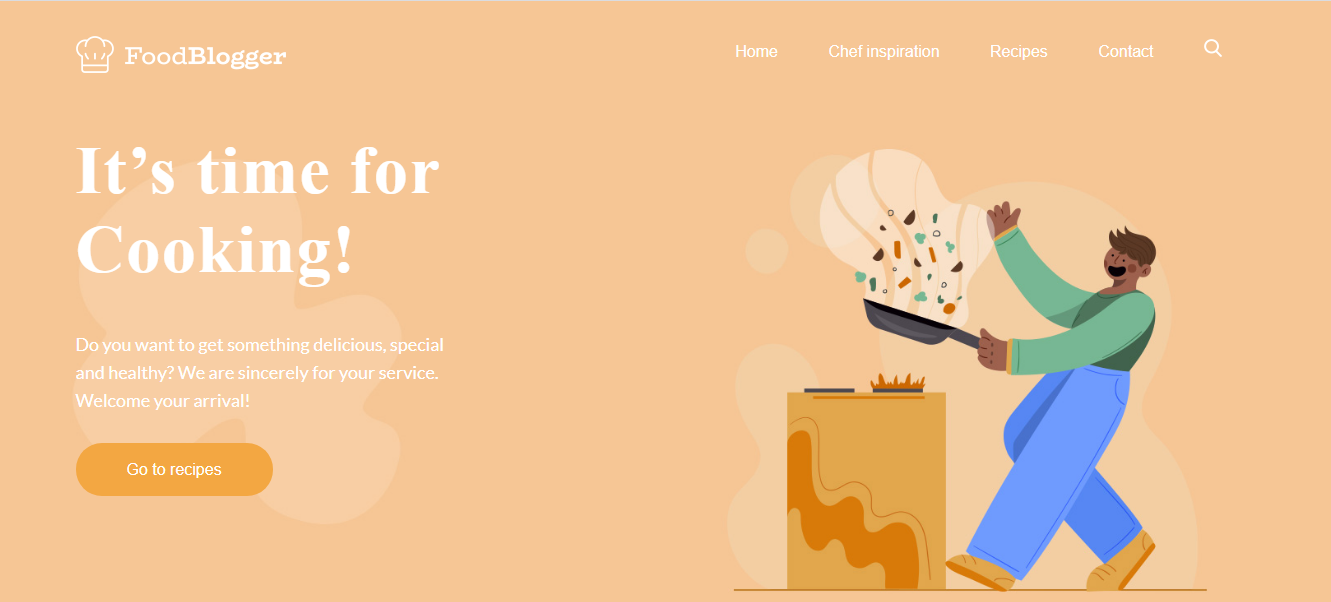 FoodBlogger
Home
Chef inspiration
Recipes
Contact
It’s time for
Cooking!
Do you want to get something delicious, special
and healthy? We are sincerely for your service.
Welcome your arrival!
Go to recipes